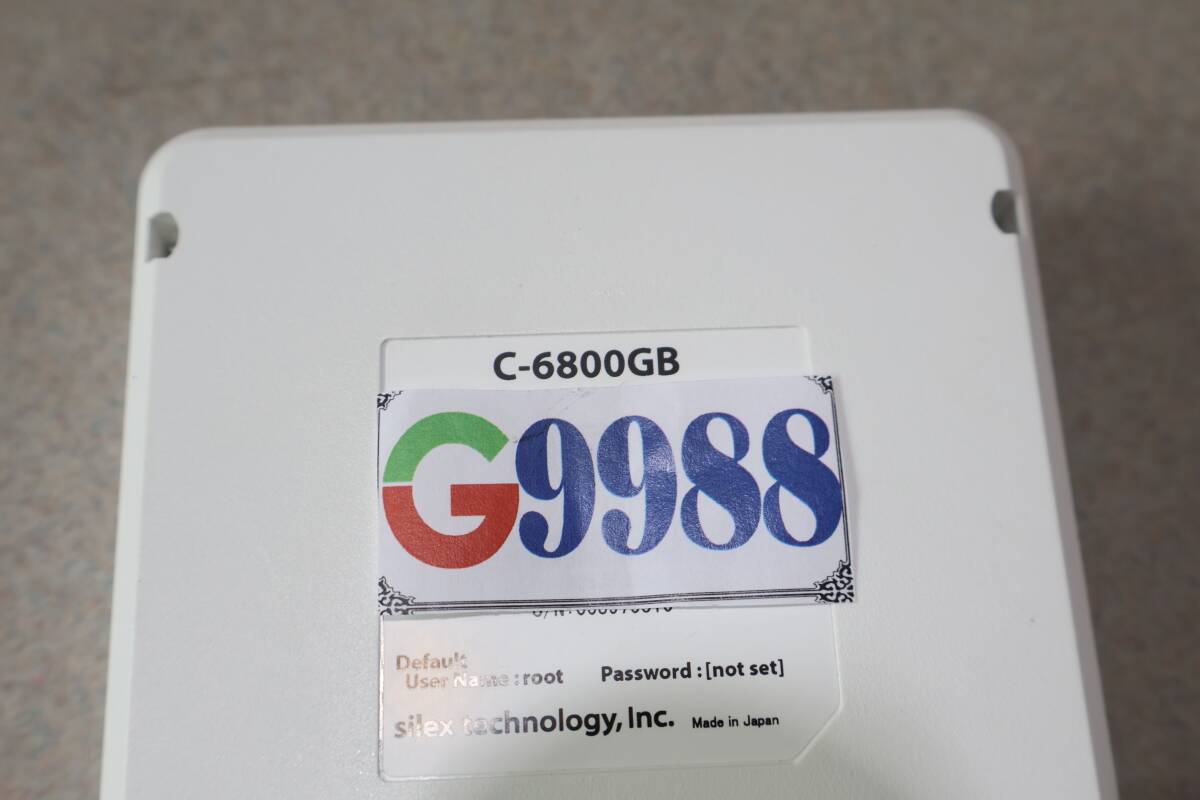 C-6800GB
G9988
Default
User Name : root Password : [not set]
silex technology, Inc. Made in Japan